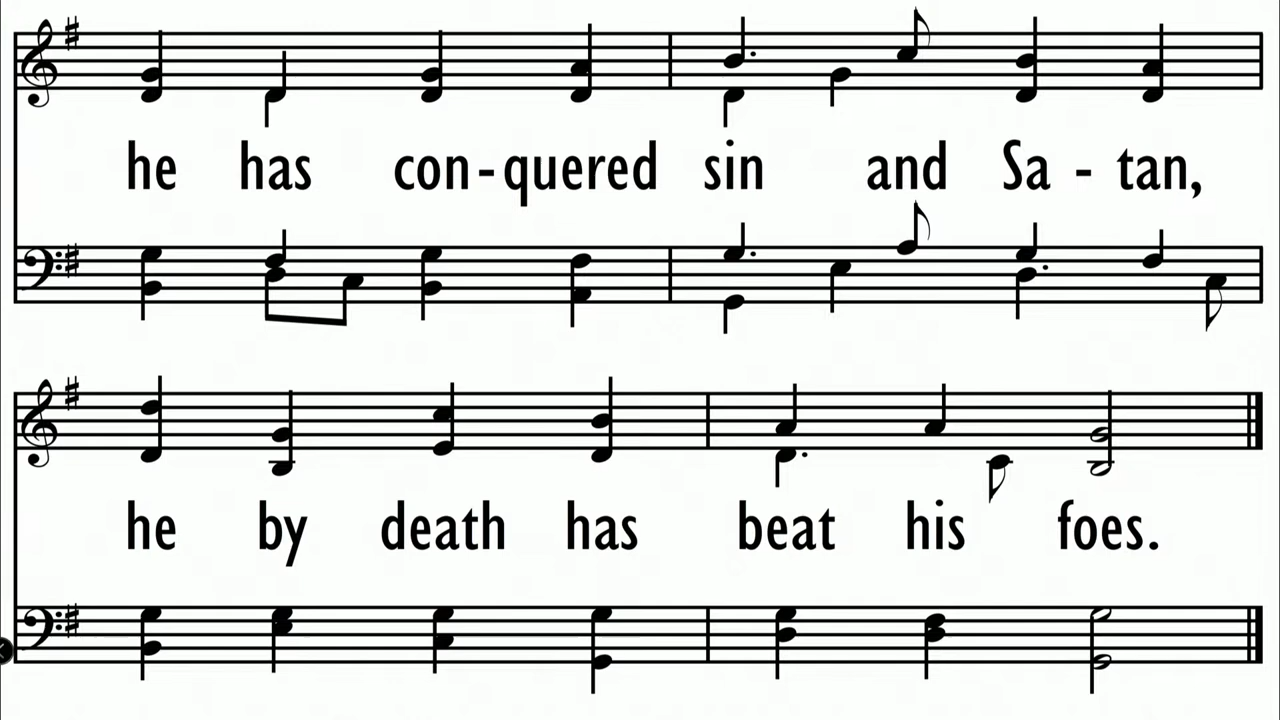 he has con-quered sin and Sa - tan,
he by death has beat his foes.